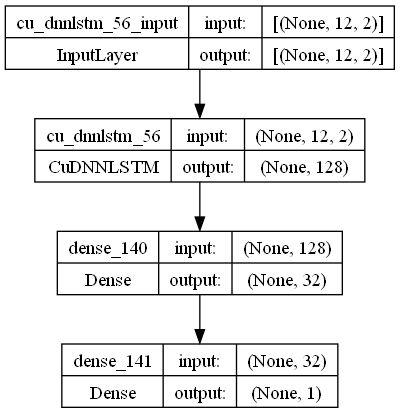 cu_dnnlstm_56_input input: [(None, 12, 2)]
InputLayer output: [(None, 12, 2)]
cu_dnnlstm_56 input: (None, 12, 2)
CuDNNLSTM output: (None, 128)
dense_140 input: (None, 128)
Dense output: (None, 32)
dense_141 input: (None, 32)
Dense output: (None, 1)